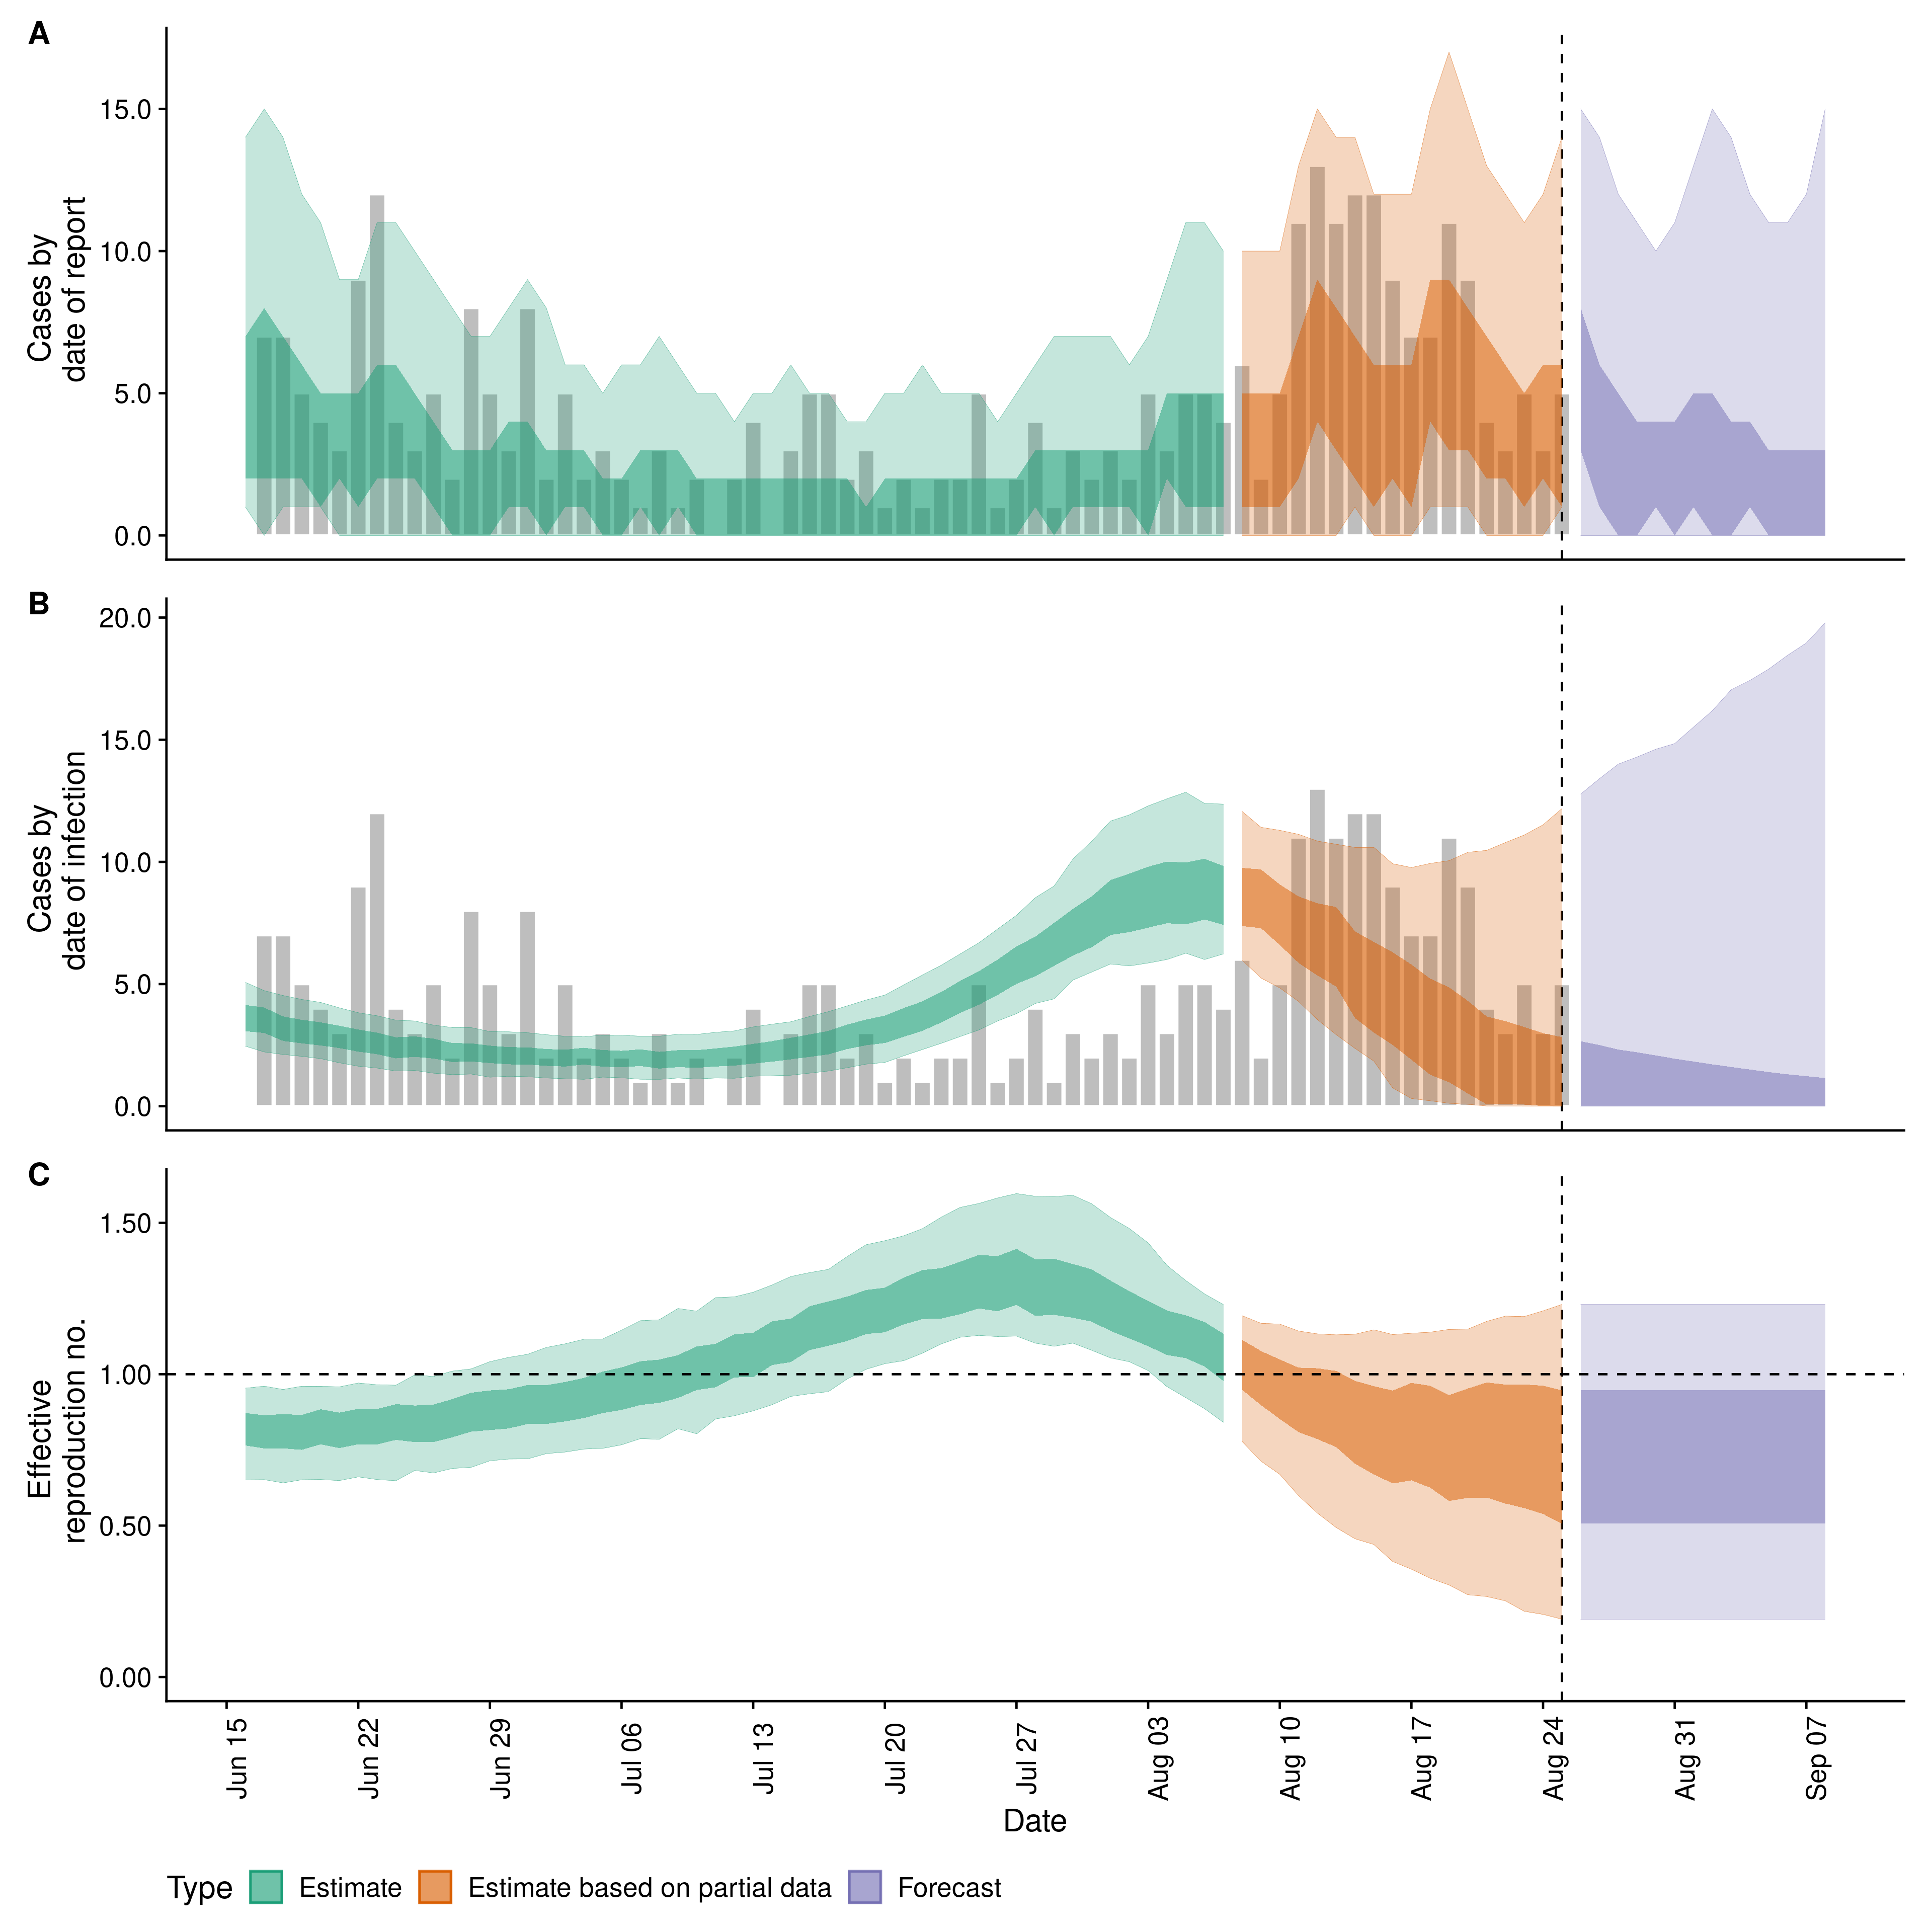 A
Cases by
date of report
15.0
10.0
5.0
0.0
B
Cases by
date of infection
20.0
15.0
10.0
5.0
0.0
C
Effective
reproduction no.
1.50
1.00
0.50
0.00
Jun 15
Jun 22
Jun 29
Jul 06
Jul 13
Jul 20
Jul 27
Aug 03
Aug 10
Aug 17
Aug 24
Aug 31
Sep 07
Date
Type Estimate Estimate based on partial data Forecast